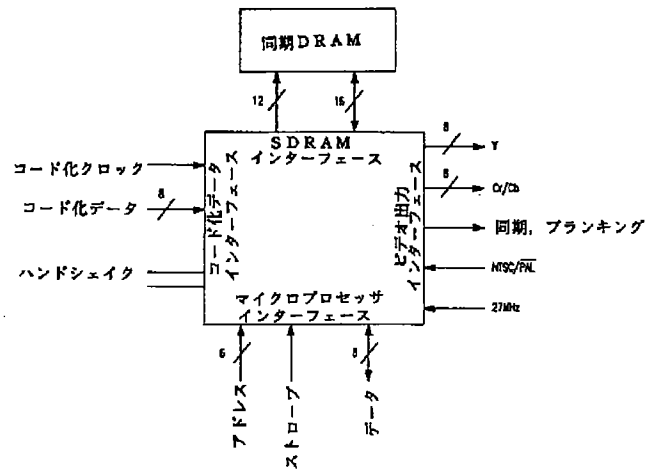 同期DRAM
12
16
SDRAM
インターフェース
コード化クロック
コード化データ
8
ハンドシェイク
コード化データ
インターフェース
ビデオ出力
インターフェース
8
Y
8
Cr/Cb
同期, ブランキング
NTSC/PAL
27MHz
マイクロプロセッサ
インターフェース
6
8
アドレス
ストローブ
データ